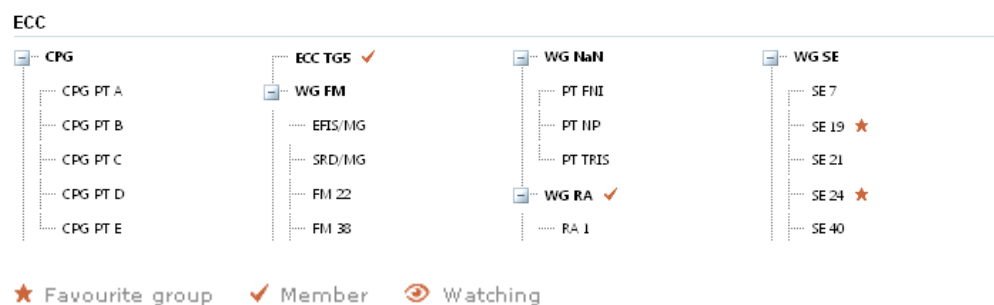 ECC
CPG
CPG PT A
CPG PT B
CPG PT C
CPG PT D
CPG PT E
ECC TG5
WG FM
EFIS/MG
SRD/MG
FM 22
FM 38
WG NaN
PT FNI
PT NP
PT TRIS
WG RA
RA 1
WG SE
SE 7
SE 19
SE 21
SE 24
SE 40
Favourite group Member Watching